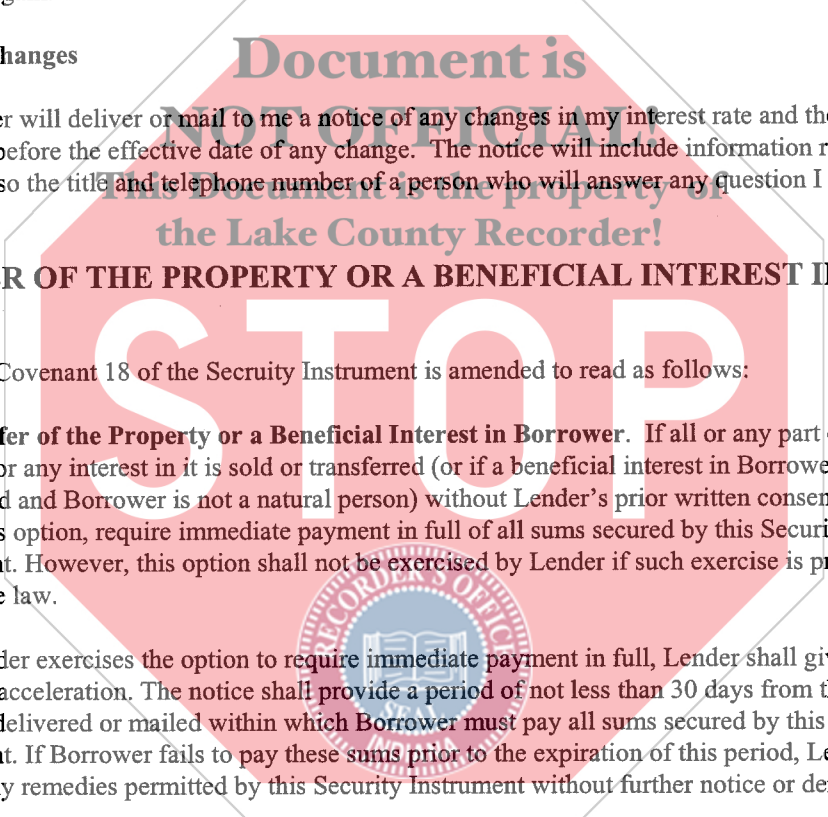 hanges
Document is
er will deliver or mail to me a notice of any changes in my interest rate and the
NOT OFFICIAL!
before the effective date of any change. The notice will include information r
so the title and telephone number of a person who will answer any question I
This Document is the property of
the Lake County Recorder!
R OF THE PROPERTY OR A BENEFICIAL INTEREST I
STOP
Covenant 18 of the Secruity Instrument is amended to read as follows:
fer of the Property or a Beneficial Interest in Borrower. If all or any part
or any interest in it is sold or transferred (or if a beneficial interest in Borrowe
d and Borrower is not a natural person) without Lender's prior written consen
s option, require immediate payment in full of all sums secured by this Securi
t. However, this option shall not be exercised by Lender if such exercise is pr
e law.
RECORDER'S OFFICE
der exercises the option to require immediate payment in full, Lender shall giv
acceleration. The notice shall provide a period of not less than 30 days from t
SEAL
delivered or mailed within which Borrower must pay all sums secured by this
t. If Borrower fails to pay these sums prior to the expiration of this period, Le
y remedies permitted by this Security Instrument without further notice or de